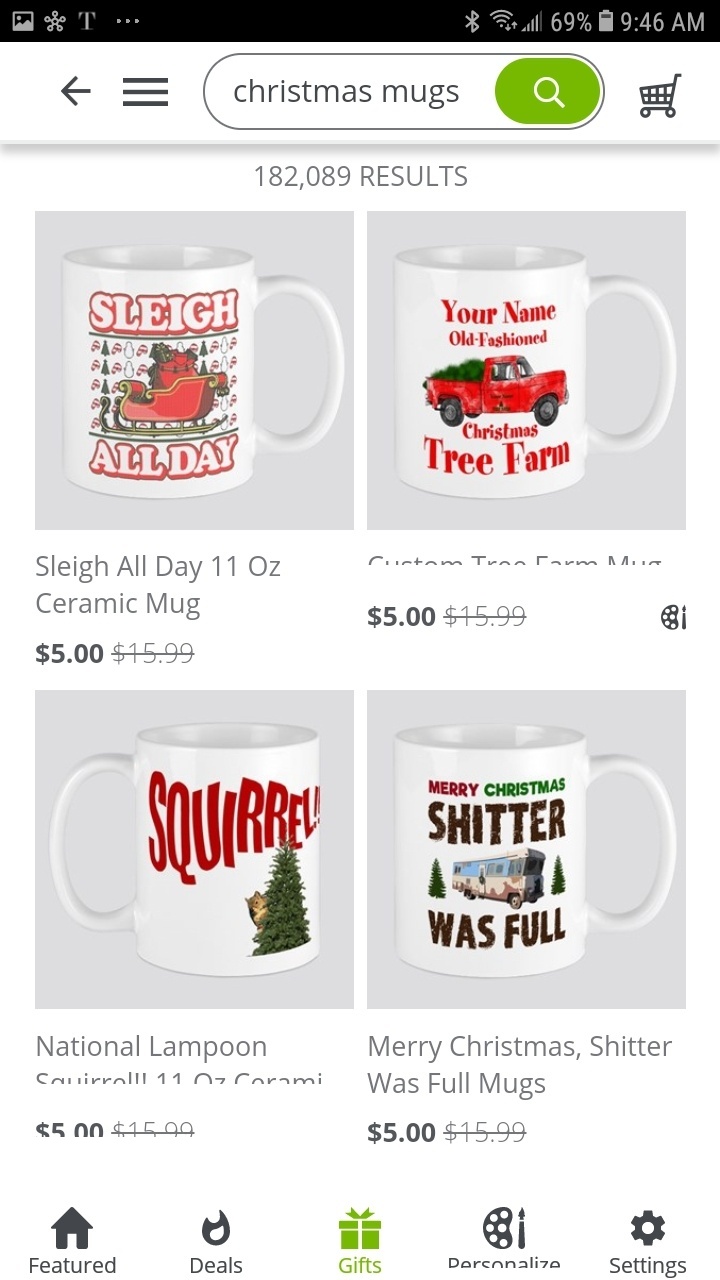 T 69% 9:46 AM
christmas mugs
182,089 RESULTS
SLEIGH
ALL DAY
Your Name
Old-Fashioned
Christmas
Tree Farm
Sleigh All Day 11 Oz
Ceramic Mug
$5.00 $15.99
Custom Tree Farm Mug
$5.00 $15.99
SQUIRREL!!
MERRY CHRISTMAS
SHITTER
WAS FULL
National Lampoon
Squirrel!! 11 Oz Cerami
$5.00 $15.99
Merry Christmas, Shitter
Was Full Mugs
$5.00 $15.99
Featured
Deals
Gifts
Personalize
Settings